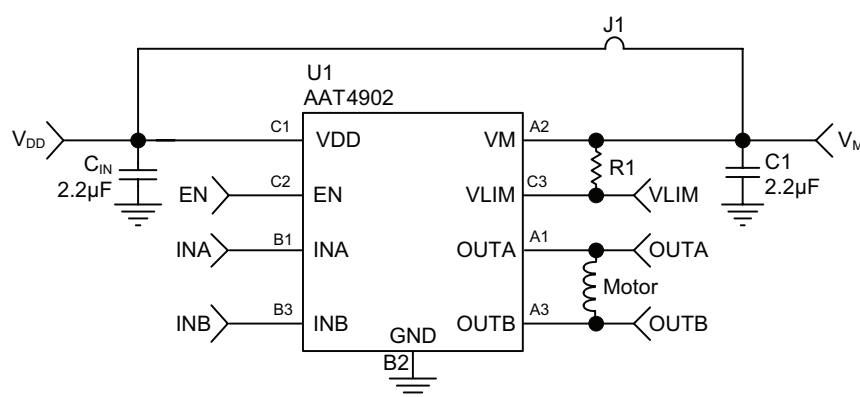 J1
U1
AAT4902
V_DD
C1
VDD
VM
A2
V_M
C_IN
2.2µF
R1
C1
2.2µF
EN
C2
EN
VLIM
C3
VLIM
INA
B1
INA
OUTA
A1
OUTA
Motor
INB
B3
INB
OUTB
A3
OUTB
GND
B2